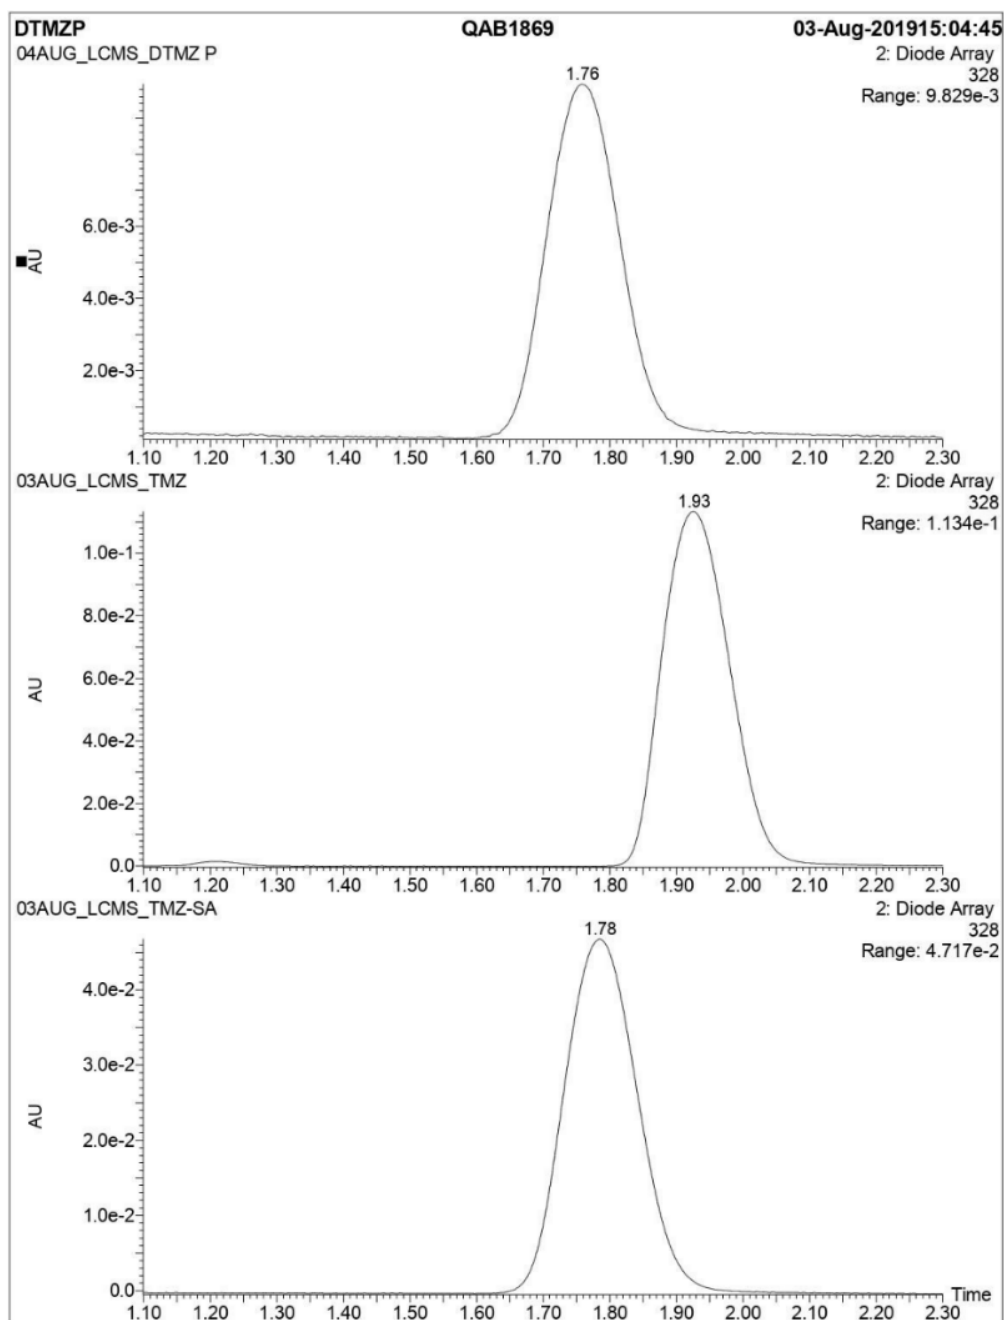 DTMZP QAB1869 03-Aug-201915:04:45
04AUG_LCMS_DTMZ P 2: Diode Array
328
Range: 9.829e-3
1.76
6.0e-3
AU
4.0e-3
2.0e-3
1.10 1.20 1.30 1.40 1.50 1.60 1.70 1.80 1.90 2.00 2.10 2.20 2.30
03AUG_LCMS_TMZ 2: Diode Array
328
Range: 1.134e-1
1.93
1.0e-1
8.0e-2
6.0e-2
AU
4.0e-2
2.0e-2
0.0
1.10 1.20 1.30 1.40 1.50 1.60 1.70 1.80 1.90 2.00 2.10 2.20 2.30
03AUG_LCMS_TMZ-SA 2: Diode Array
328
Range: 4.717e-2
1.78
4.0e-2
3.0e-2
AU
2.0e-2
1.0e-2
0.0
Time
1.10 1.20 1.30 1.40 1.50 1.60 1.70 1.80 1.90 2.00 2.10 2.20 2.30